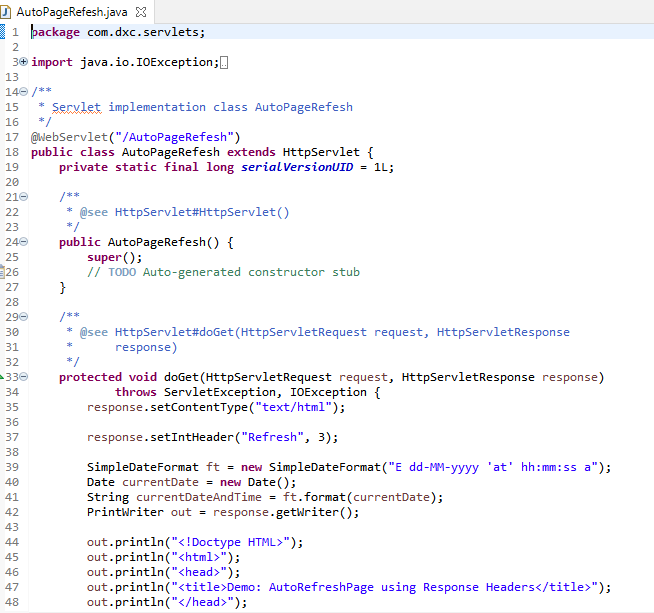 AutoPageRefesh.java
1 package com.dxc.servlets;
2
3 import java.io.IOException;
13
14 /**
15  * Servlet implementation class AutoPageRefesh
16  */
17 @WebServlet("/AutoPageRefesh")
18 public class AutoPageRefesh extends HttpServlet {
19     private static final long serialVersionUID = 1L;
20
21     /**
22      * @see HttpServlet#HttpServlet()
23      */
24     public AutoPageRefesh() {
25         super();
26         // TODO Auto-generated constructor stub
27     }
28
29     /**
30      * @see HttpServlet#doGet(HttpServletRequest request, HttpServletResponse
31      *      response)
32      */
33     protected void doGet(HttpServletRequest request, HttpServletResponse response)
34             throws ServletException, IOException {
35         response.setContentType("text/html");
36
37         response.setIntHeader("Refresh", 3);
38
39         SimpleDateFormat ft = new SimpleDateFormat("E dd-MM-yyyy 'at' hh:mm:ss a");
40         Date currentDate = new Date();
41         String currentDateAndTime = ft.format(currentDate);
42         PrintWriter out = response.getWriter();
43
44         out.println("<!Doctype HTML>");
45         out.println("<html>");
46         out.println("<head>");
47         out.println("<title>Demo: AutoRefreshPage using Response Headers</title>");
48         out.println("</head>");